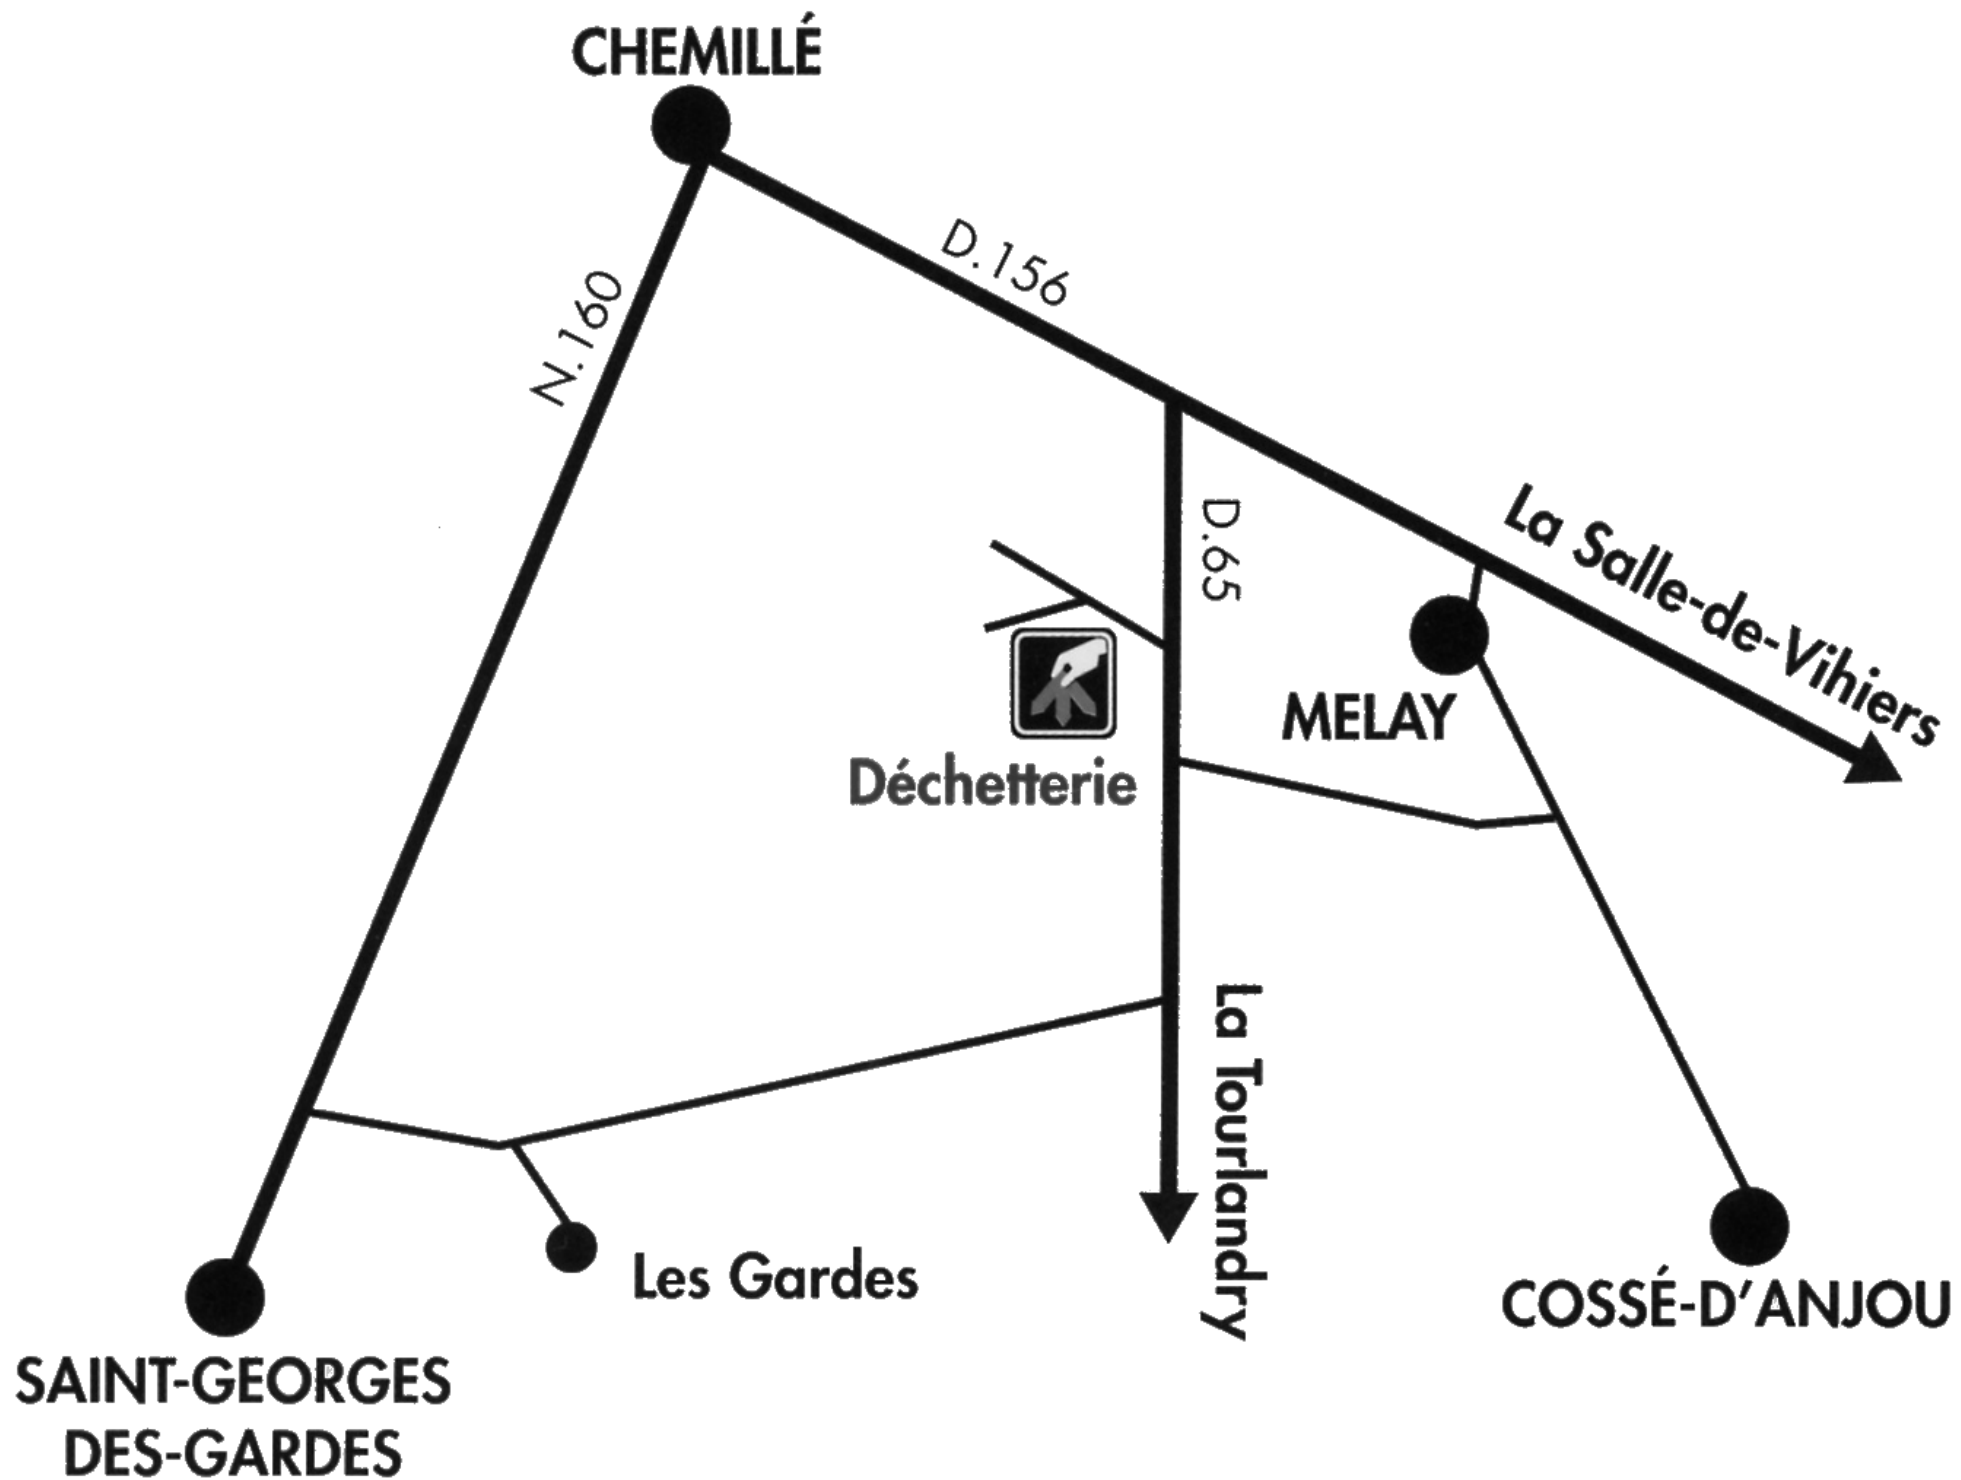 CHEMILLÉ
D.156
N.160
D.65
La Salle-de-Vihiers
MELAY
Déchetterie
La Tourlandry
Les Gardes
COSSÉ-D'ANJOU
SAINT-GEORGES
DES-GARDES